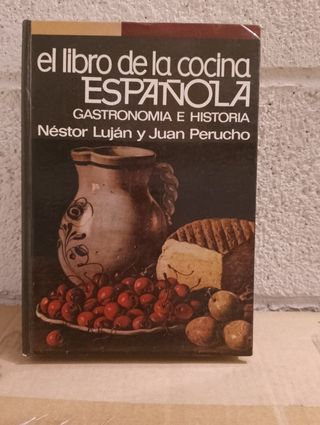 el libro de la cocina
ESPAÑOLA
GASTRONOMIA E HISTORIA
Néstor Luján y Juan Perucho